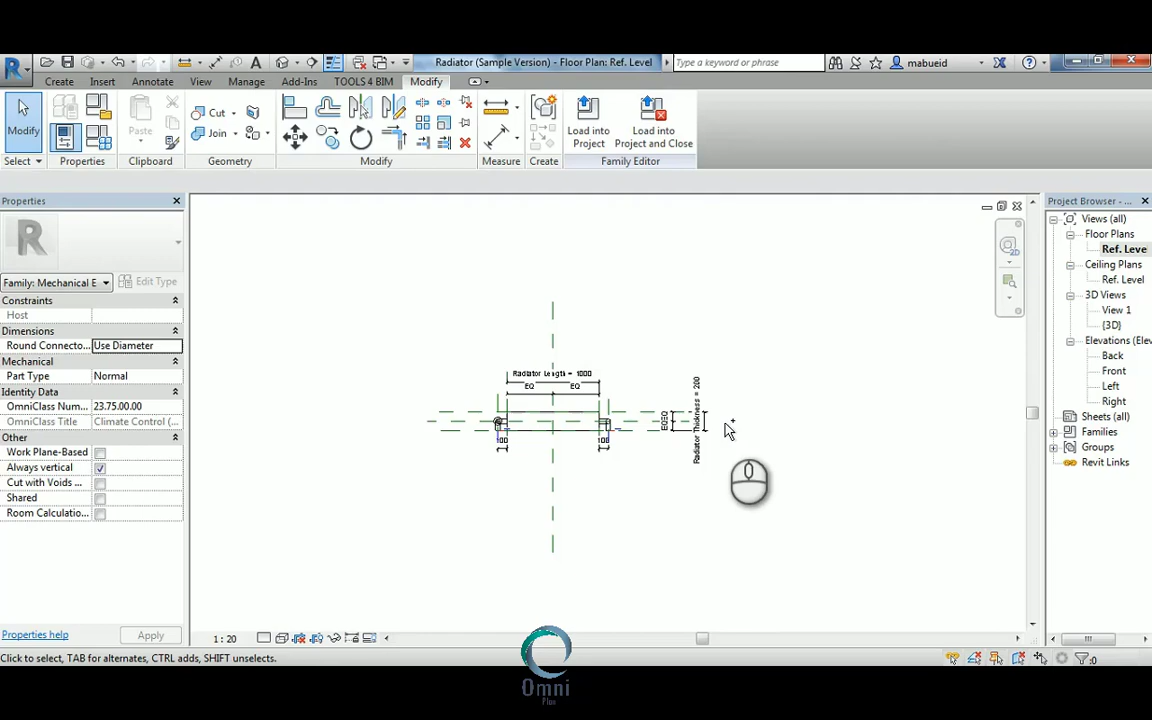 Radiator (Sample Version) - Floor Plan: Ref. Level
Type a keyword or phrase
mabueid
Create Insert Annotate View Manage Add-Ins TOOLS 4 BIM Modify
Modify
Paste
Cut
Join
Load into Project
Load into Project and Close
Select Properties Clipboard Geometry Modify Measure Create Family Editor
Properties
Family: Mechanical E
Edit Type
Constraints
Host
Dimensions
Round Connecto... Use Diameter
Mechanical
Part Type Normal
Identity Data
OmniClass Num... 23.75.00.00
OmniClass Title Climate Control (...
Other
Work Plane-Based
Always vertical
Cut with Voids ...
Shared
Room Calculatio...
Properties help
Apply
Radiator Length = 1000
EQ EQ
EQEQ
Radiator Thickness = 200
Project Browser - ...
Views (all)
Floor Plans
Ref. Leve
Ceiling Plans
Ref. Level
3D Views
View 1
{3D}
Elevations (Elev
Back
Front
Left
Right
Sheets (all)
Families
Groups
Revit Links
1 : 20
Click to select, TAB for alternates, CTRL adds, SHIFT unselects.
:0
Omni
Plus